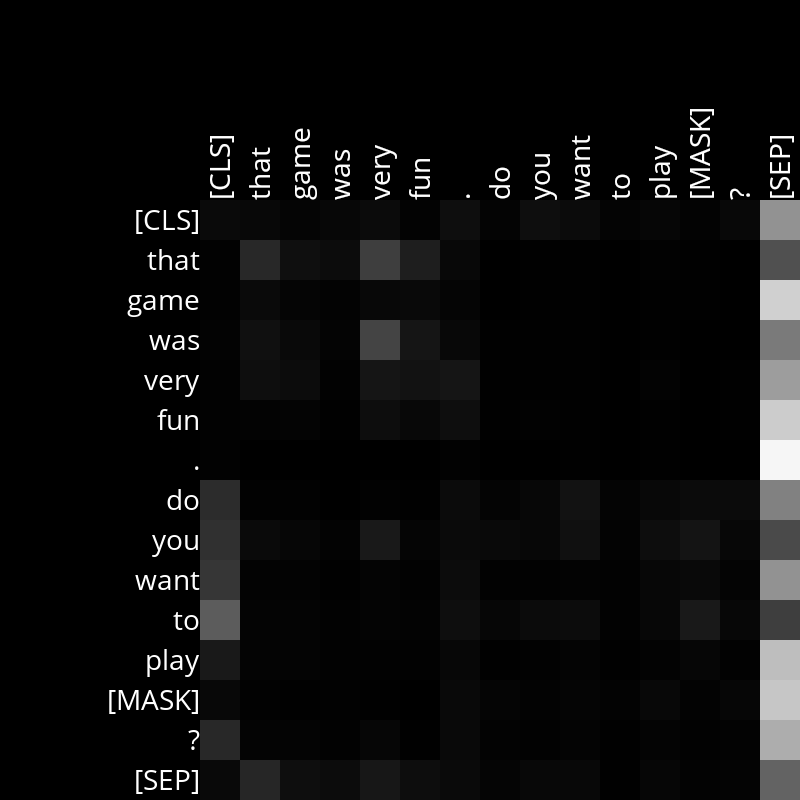 [CLS] that game was very fun . do you want to play [MASK] ? [SEP]
[CLS]
that
game
was
very
fun
.
do
you
want
to
play
[MASK]
?
[SEP]